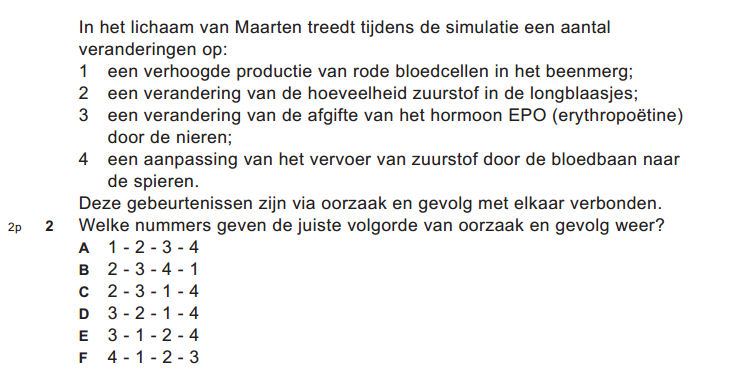 In het lichaam van Maarten treedt tijdens de simulatie een aantal
veranderingen op:
1 een verhoogde productie van rode bloedcellen in het beenmerg;
2 een verandering van de hoeveelheid zuurstof in de longblaasjes;
3 een verandering van de afgifte van het hormoon EPO (erythropoëtine)
door de nieren;
4 een aanpassing van het vervoer van zuurstof door de bloedbaan naar
de spieren.
Deze gebeurtenissen zijn via oorzaak en gevolg met elkaar verbonden.
2p 2 Welke nummers geven de juiste volgorde van oorzaak en gevolg weer?
A 1 - 2 - 3 - 4
B 2 - 3 - 4 - 1
C 2 - 3 - 1 - 4
D 3 - 2 - 1 - 4
E 3 - 1 - 2 - 4
F 4 - 1 - 2 - 3